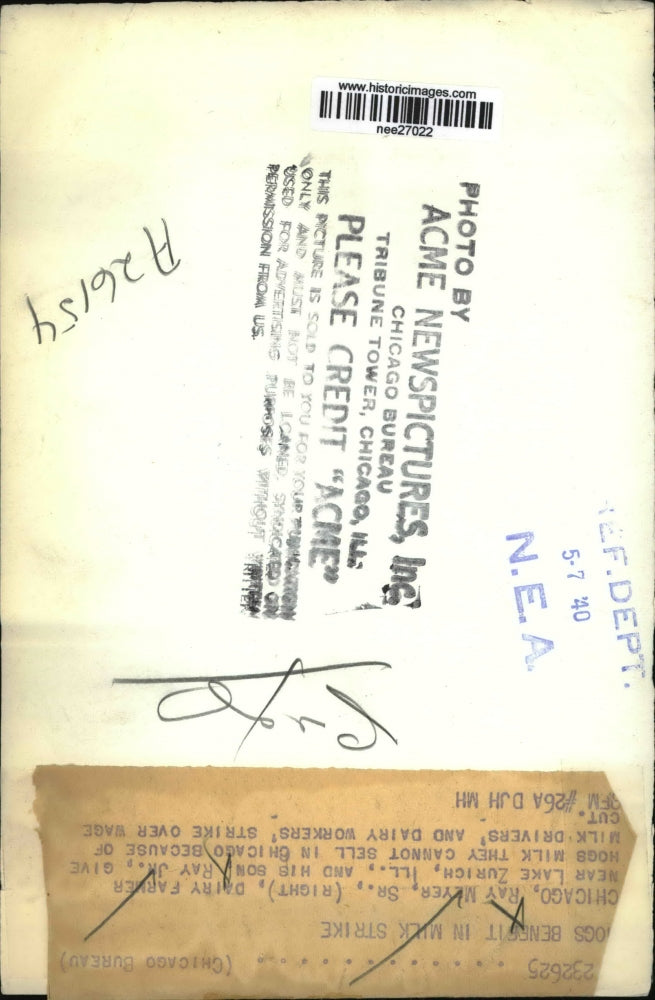 www.historicimages.com
nee27022
PHOTO BY
ACME NEWSPICTURES, Inc
CHICAGO BUREAU
TRIBUNE TOWER, CHICAGO, ILL.
PLEASE CREDIT "ACME"
THIS PICTURE IS SOLD TO YOU FOR YOUR PUBLICATION
ONLY AND MUST NOT BE LOANED, SYNDICATED OR
USED FOR ADVERTISING PURPOSES WITHOUT WRITTEN
PERMISSION FROM US.
A26154
REF. DEPT.
5-7 '40
N.E.A.
232625 (CHICAGO BUREAU)
HOGS BENEFIT IN MILK STRIKE
CHICAGO, RAY MEYER, SR., (RIGHT), DAIRY FARMER
NEAR LAKE ZURICH, ILL., AND HIS SON, RAY JR., GIVE
HOGS MILK THEY CANNOT SELL IN CHICAGO BECAUSE OF
MILK DRIVERS' AND DAIRY WORKERS' STRIKE OVER WAGE
CUT.
RFM #26A DJH MH